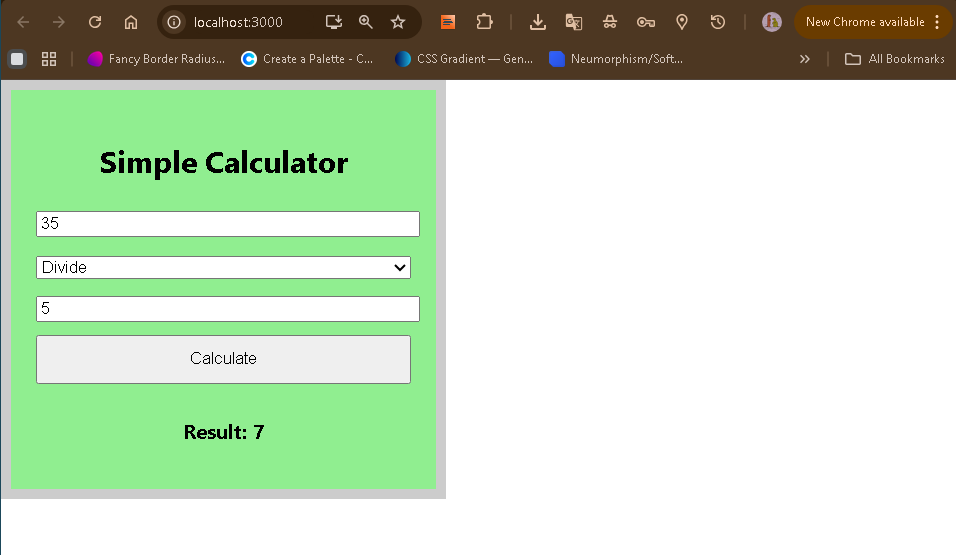 localhost:3000
New Chrome available
Fancy Border Radius...
Create a Palette - C...
CSS Gradient — Gen...
Neumorphism/Soft...
All Bookmarks
Simple Calculator
35
Divide
5
Calculate
Result: 7